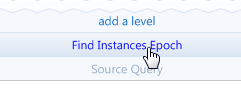 add a level
Find Instances Epoch
Source Query